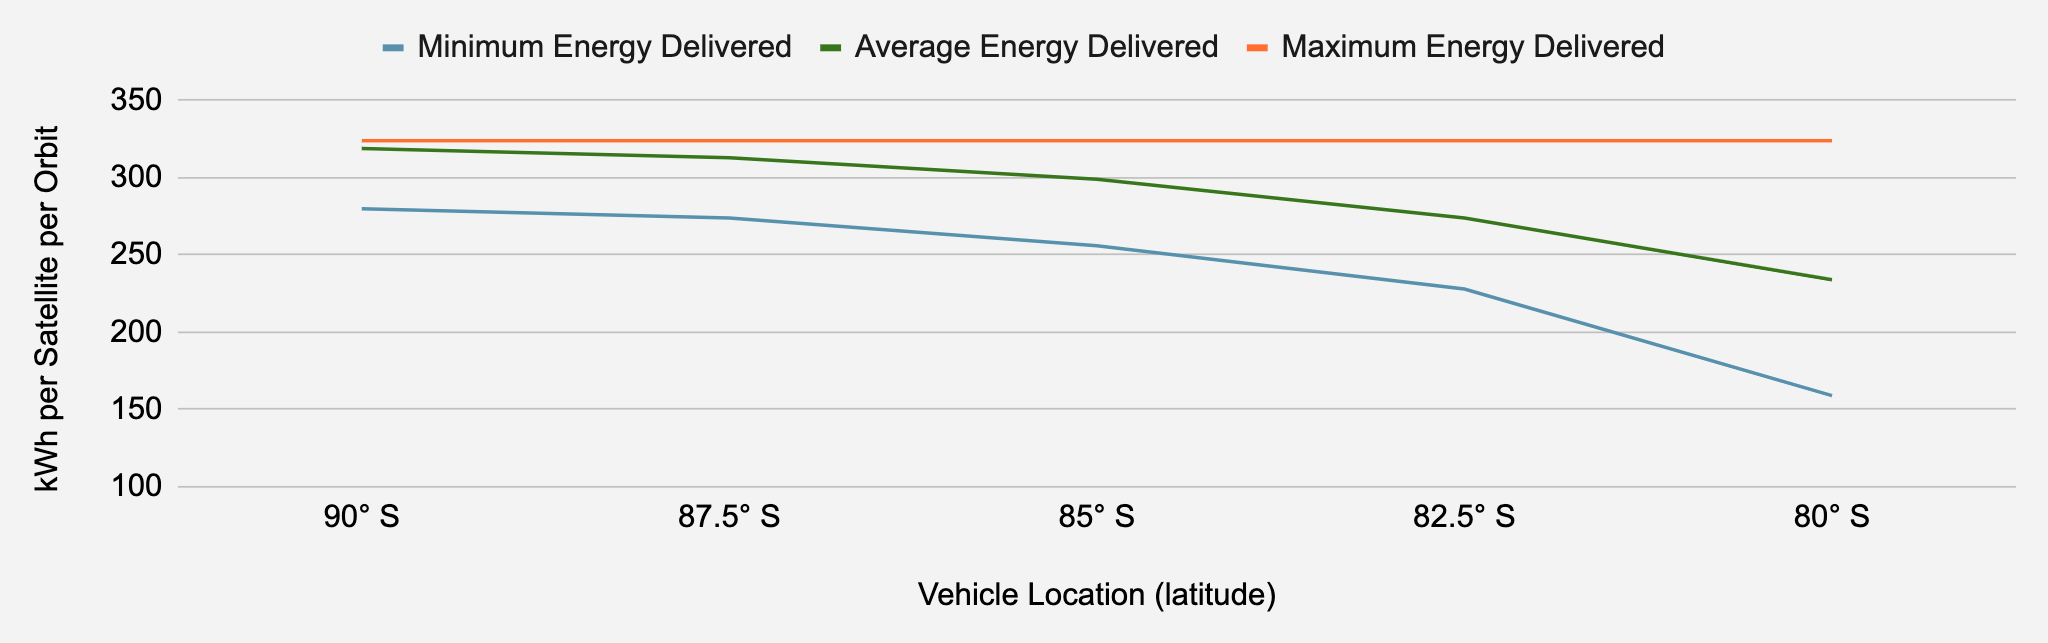 Minimum Energy Delivered Average Energy Delivered Maximum Energy Delivered
kWh per Satellite per Orbit
350
300
250
200
150
100
90° S 87.5° S 85° S 82.5° S 80° S
Vehicle Location (latitude)